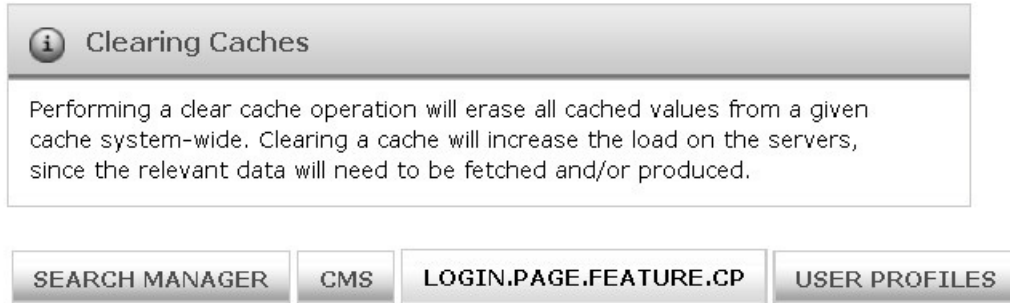 Clearing Caches
Performing a clear cache operation will erase all cached values from a given
cache system-wide. Clearing a cache will increase the load on the servers,
since the relevant data will need to be fetched and/or produced.
SEARCH MANAGER CMS LOGIN.PAGE.FEATURE.CP USER PROFILES